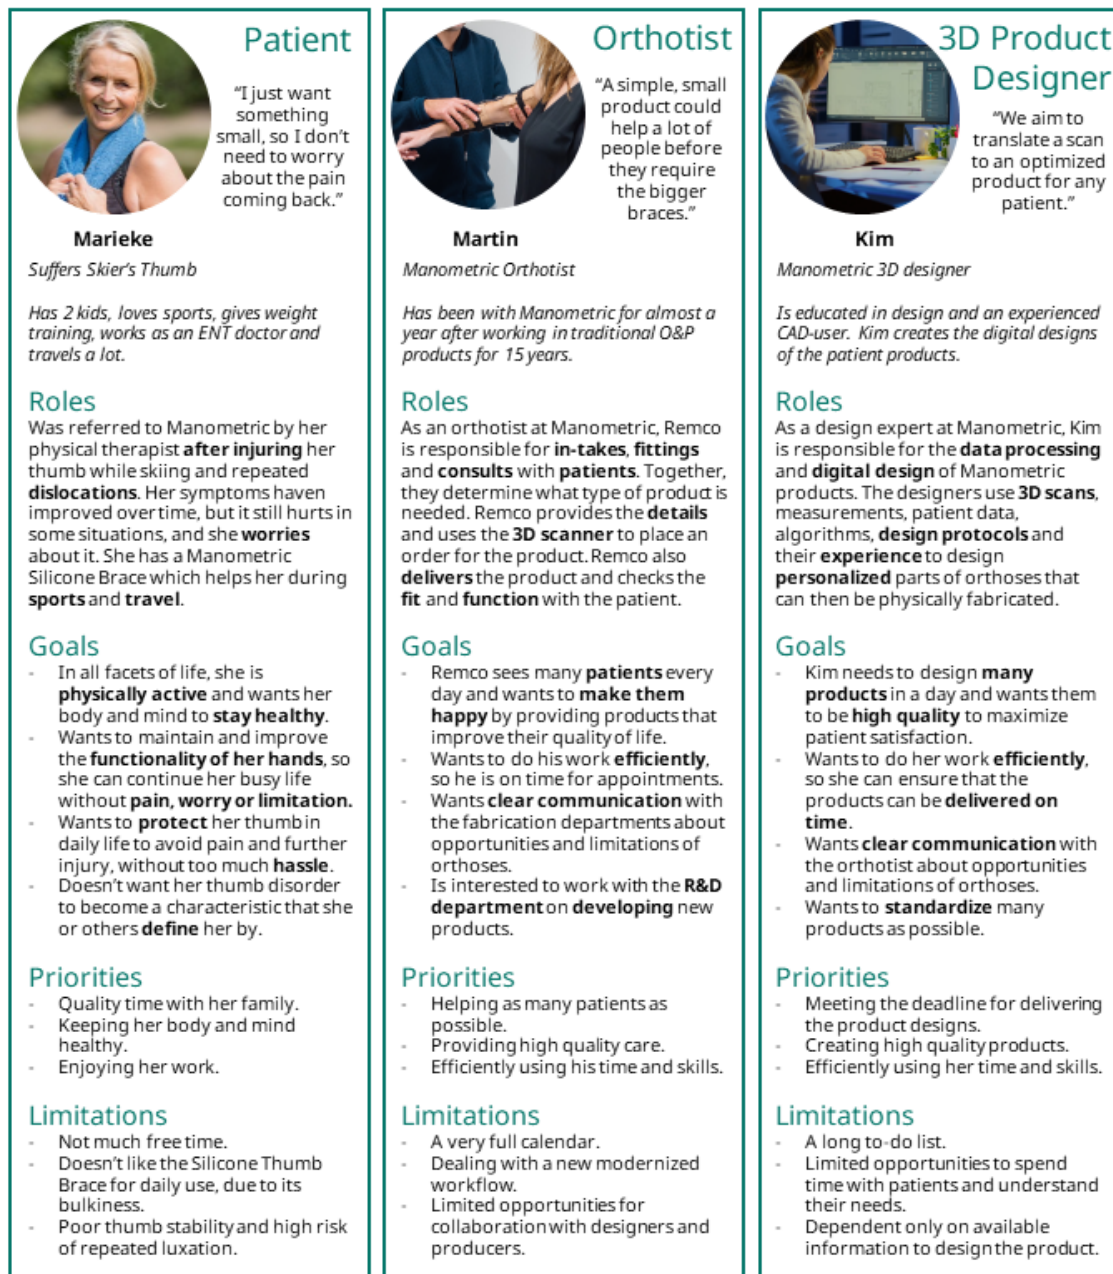 Patient
“I just want
something
small, so I don’t
need to worry
about the pain
coming back.”
Marieke
Suffers Skier’s Thumb
Has 2 kids, loves sports, gives weight
training, works as an ENT doctor and
travels a lot.
Roles
Was referred to Manometric by her
physical therapist after injuring her
thumb while skiing and repeated
dislocations. Her symptoms haven
improved over time, but it still hurts in
some situations, and she worries
about it. She has a Manometric
Silicone Brace which helps her during
sports and travel.
Goals
- In all facets of life, she is
physically active and wants her
body and mind to stay healthy.
- Wants to maintain and improve
the functionality of her hands, so
she can continue her busy life
without pain, worry or limitation.
- Wants to protect her thumb in
daily life to avoid pain and further
injury, without too much hassle.
- Doesn’t want her thumb disorder
to become a characteristic that she
or others define her by.
Priorities
- Quality time with her family.
- Keeping her body and mind
healthy.
- Enjoying her work.
Limitations
- Not much free time.
- Doesn’t like the Silicone Thumb
Brace for daily use, due to its
bulkiness.
- Poor thumb stability and high risk
of repeated luxation.
Orthotist
“A simple, small
product could
help a lot of
people before
they require
the bigger
braces.”
Martin
Manometric Orthotist
Has been with Manometric for almost a
year after working in traditional O&P
products for 15 years.
Roles
As an orthotist at Manometric, Remco
is responsible for in-takes, fittings
and consults with patients. Together,
they determine what type of product is
needed. Remco provides the details
and uses the 3D scanner to place an
order for the product. Remco also
delivers the product and checks the
fit and function with the patient.
Goals
- Remco sees many patients every
day and wants to make them
happy by providing products that
improve their quality of life.
- Wants to do his work efficiently,
so he is on time for appointments.
- Wants clear communication with
the fabrication departments about
opportunities and limitations of
orthoses.
- Is interested to work with the R&D
department on developing new
products.
Priorities
- Helping as many patients as
possible.
- Providing high quality care.
- Efficiently using his time and skills.
Limitations
- A very full calendar.
- Dealing with a new modernized
workflow.
- Limited opportunities for
collaboration with designers and
producers.
3D Product
Designer
“We aim to
translate a scan
to an optimized
product for any
patient.”
Kim
Manometric 3D designer
Is educated in design and an experienced
CAD-user. Kim creates the digital designs
of the patient products.
Roles
As a design expert at Manometric, Kim
is responsible for the data processing
and digital design of Manometric
products. The designers use 3D scans,
measurements, patient data,
algorithms, design protocols and
their experience to design
personalized parts of orthoses that
can then be physically fabricated.
Goals
- Kim needs to design many
products in a day and wants them
to be high quality to maximize
patient satisfaction.
- Wants to do her work efficiently,
so she can ensure that the
products can be delivered on
time.
- Wants clear communication with
the orthotist about opportunities
and limitations of orthoses.
- Wants to standardize many
products as possible.
Priorities
- Meeting the deadline for delivering
the product designs.
- Creating high quality products.
- Efficiently using her time and skills.
Limitations
- A long to-do list.
- Limited opportunities to spend
time with patients and understand
their needs.
- Dependent only on available
information to design the product.